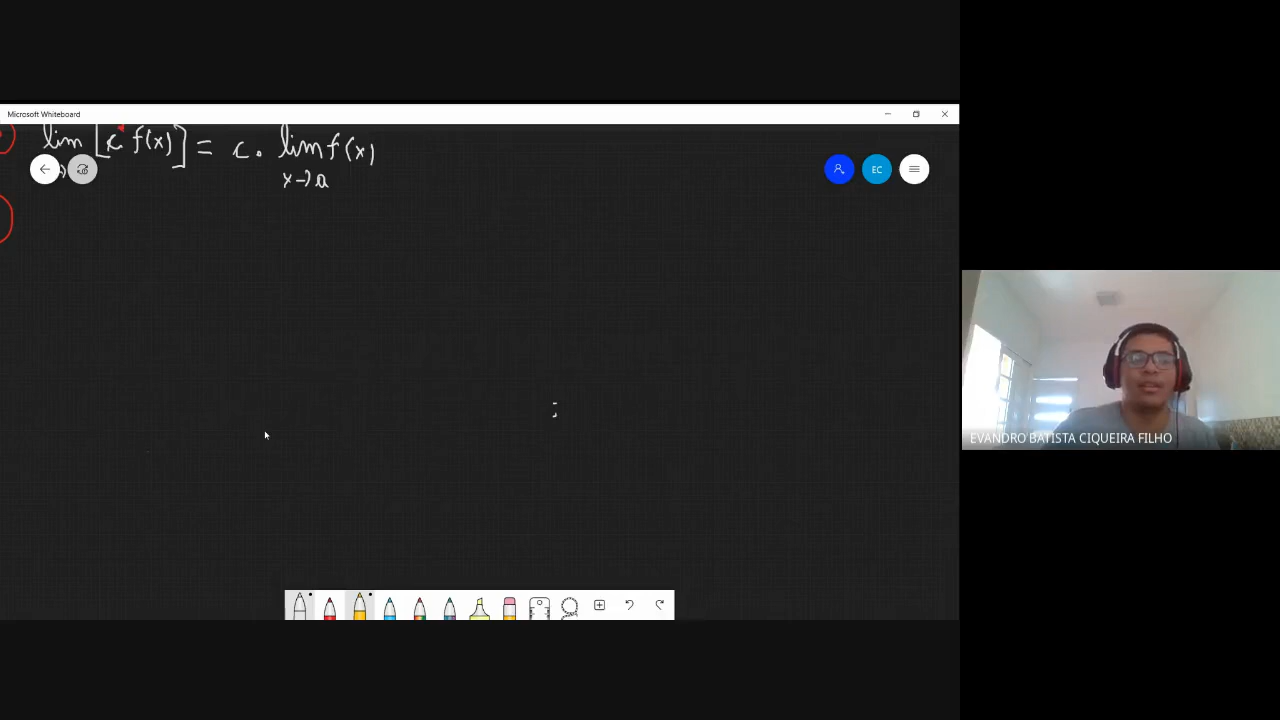 Microsoft Whiteboard
lim [c f(x)] = c. lim f(x)
x→a
EC
EVANDRO BATISTA CIQUEIRA FILHO